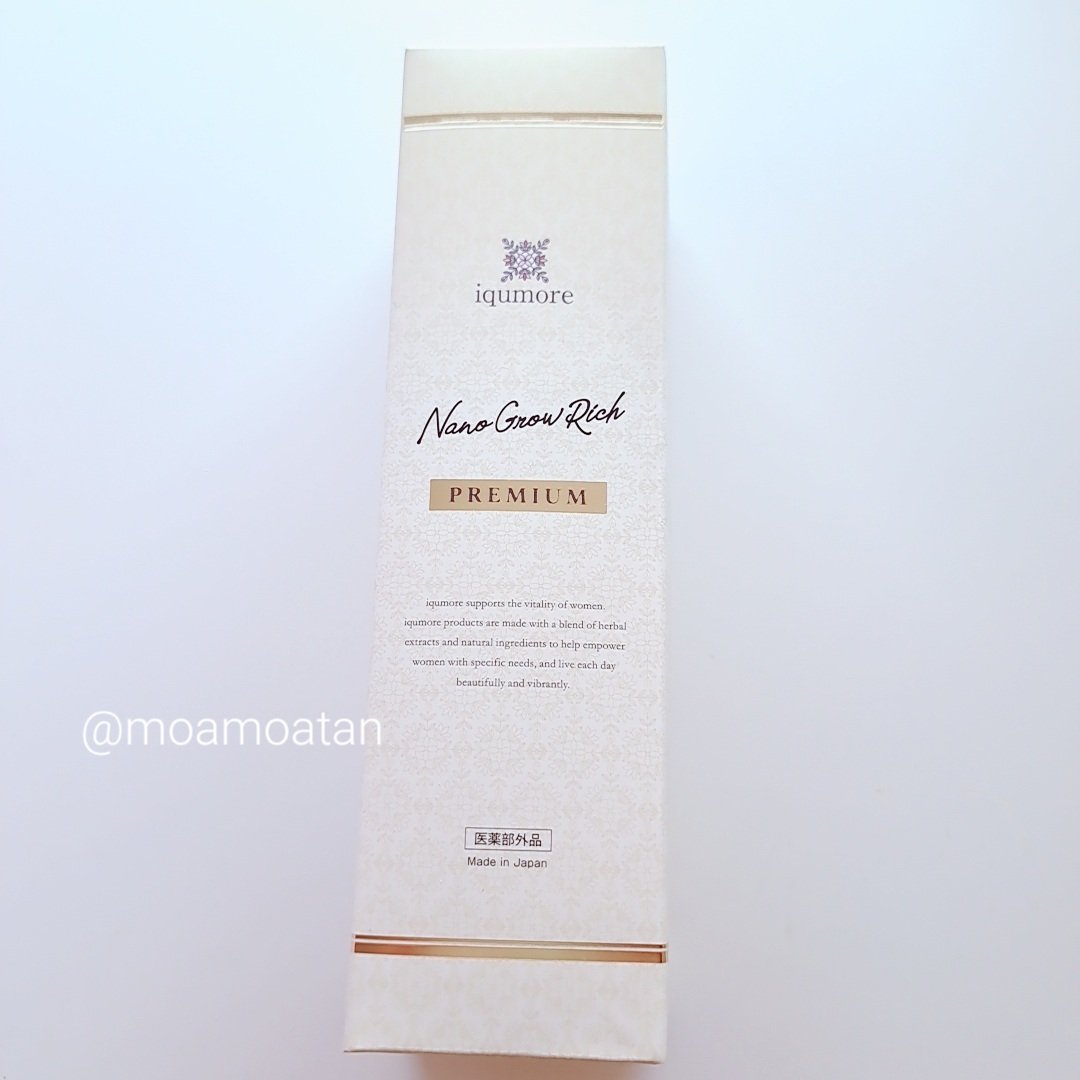 iqumore
Nano Grow Rich
PREMIUM
iqumore supports the vitality of women.
iqumore products are made with a blend of herbal
extracts and natural ingredients to help empower
women with specific needs, and live each day
beautifully and vibrantly.
@moamoatan
医薬部外品
Made in Japan